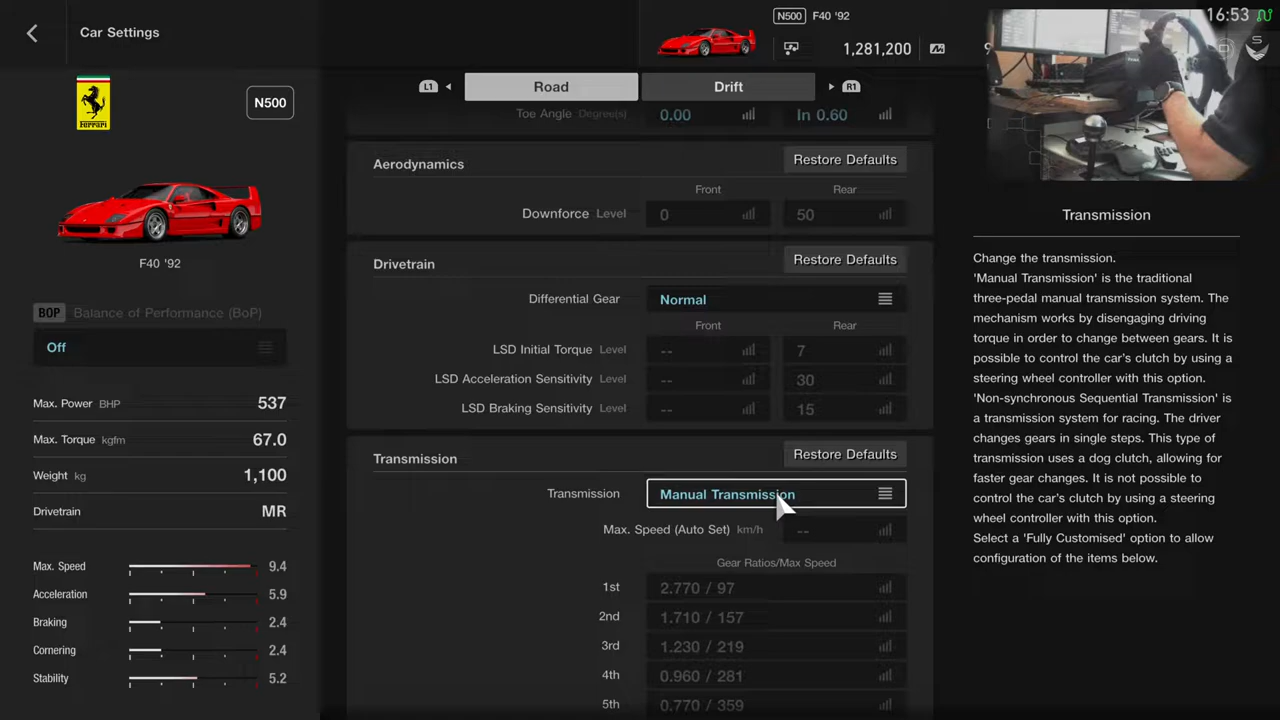 Car Settings
N500
F40 '92
1,281,200
16:53
Ferrari
N500
F40 '92
BOP Balance of Performance (BoP)
Off
Max. Power BHP 537
Max. Torque kgfm 67.0
Weight kg 1,100
Drivetrain MR
Max. Speed 9.4
Acceleration 5.9
Braking 2.4
Cornering 2.4
Stability 5.2
L1 Road Drift R1
Toe Angle Degree(s) 0.00 In 0.60
Aerodynamics Restore Defaults
Front Rear
Downforce Level 0 50
Drivetrain Restore Defaults
Differential Gear Normal
Front Rear
LSD Initial Torque Level -- 7
LSD Acceleration Sensitivity Level -- 30
LSD Braking Sensitivity Level -- 15
Transmission Restore Defaults
Transmission Manual Transmission
Max. Speed (Auto Set) km/h --
Gear Ratios/Max Speed
1st 2.770 / 97
2nd 1.710 / 157
3rd 1.230 / 219
4th 0.960 / 281
5th 0.770 / 359
Transmission
Change the transmission.
'Manual Transmission' is the traditional
three-pedal manual transmission system. The
mechanism works by disengaging driving
torque in order to change between gears. It is
possible to control the car's clutch by using a
steering wheel controller with this option.
'Non-synchronous Sequential Transmission' is
a transmission system for racing. The driver
changes gears in single steps. This type of
transmission uses a dog clutch, allowing for
faster gear changes. It is not possible to
control the car's clutch by using a steering
wheel controller with this option.
Select a 'Fully Customised' option to allow
configuration of the items below.